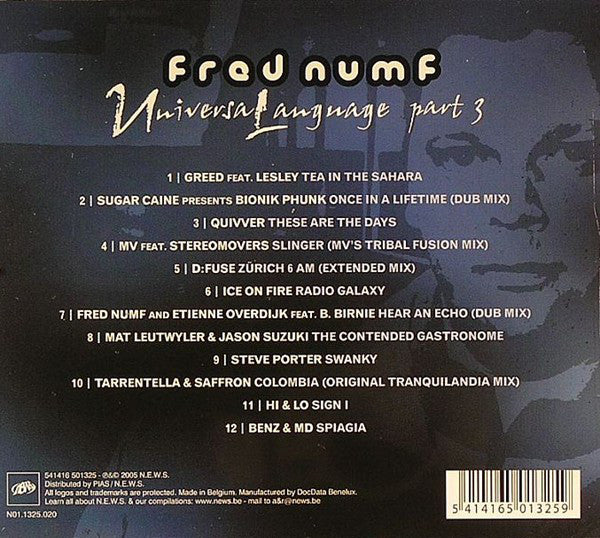 fred numf
UniversaLanguage part 3
1 | GREED FEAT. LESLEY TEA IN THE SAHARA
2 | SUGAR CAINE PRESENTS BIONIK PHUNK ONCE IN A LIFETIME (DUB MIX)
3 | QUIVVER THESE ARE THE DAYS
4 | MV FEAT. STEREOMOVERS SLINGER (MV'S TRIBAL FUSION MIX)
5 | D:FUSE ZÜRICH 6 AM (EXTENDED MIX)
6 | ICE ON FIRE RADIO GALAXY
7 | FRED NUMF AND ETIENNE OVERDIJK FEAT. B. BIRNIE HEAR AN ECHO (DUB MIX)
8 | MAT LEUTWYLER & JASON SUZUKI THE CONTENDED GASTRONOME
9 | STEVE PORTER SWANKY
10 | TARRENTELLA & SAFFRON COLOMBIA (ORIGINAL TRANQUILANDIA MIX)
11 | HI & LO SIGN I
12 | BENZ & MD SPIAGIA
541416 501325 - ℗&© 2005 N.E.W.S.
Distributed by PIAS / N.E.W.S.
All logos and trademarks are protected. Made in Belgium. Manufactured by DocData Benelux.
Learn all about N.E.W.S. & our compilations: www.news.be - mail to a&r@news.be
N01.1325.020
5 414165 013259